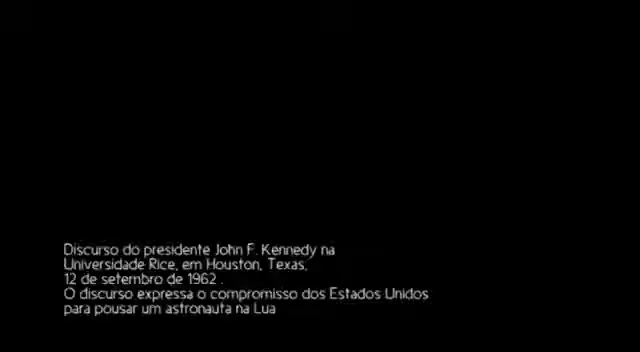 Discurso do presidente John F. Kennedy na
Universidade Rice, em Houston, Texas,
12 de setembro de 1962 .
O discurso expressa o compromisso dos Estados Unidos
para pousar um astronauta na Lua